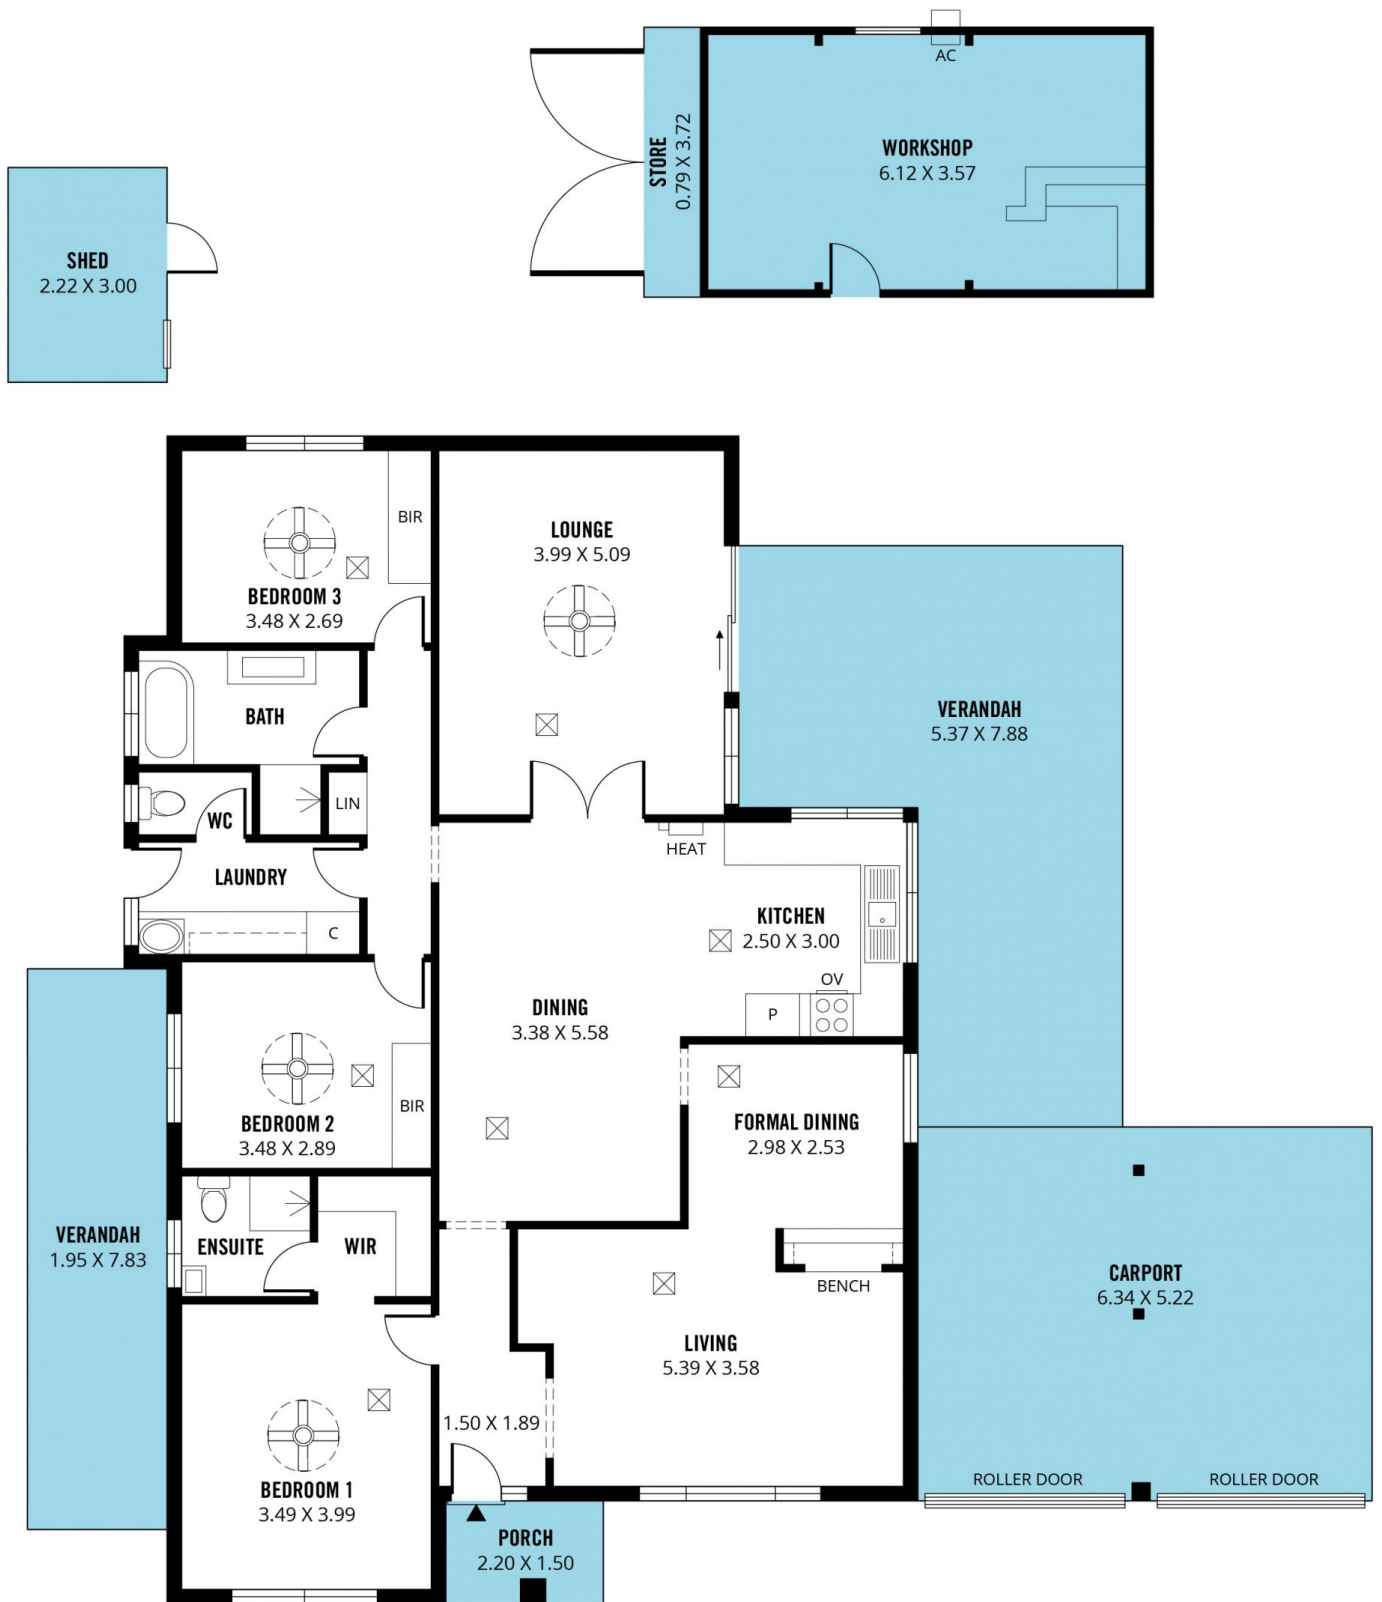 AC
STORE
0.79 X 3.72
WORKSHOP
6.12 X 3.57
SHED
2.22 X 3.00
BIR
BEDROOM 3
3.48 X 2.69
LOUNGE
3.99 X 5.09
BATH
VERANDAH
5.37 X 7.88
LIN
WC
LAUNDRY
C
HEAT
KITCHEN
2.50 X 3.00
OV
P
DINING
3.38 X 5.58
BEDROOM 2
3.48 X 2.89
BIR
FORMAL DINING
2.98 X 2.53
VERANDAH
1.95 X 7.83
ENSUITE
WIR
BENCH
CARPORT
6.34 X 5.22
LIVING
5.39 X 3.58
1.50 X 1.89
BEDROOM 1
3.49 X 3.99
ROLLER DOOR
ROLLER DOOR
PORCH
2.20 X 1.50